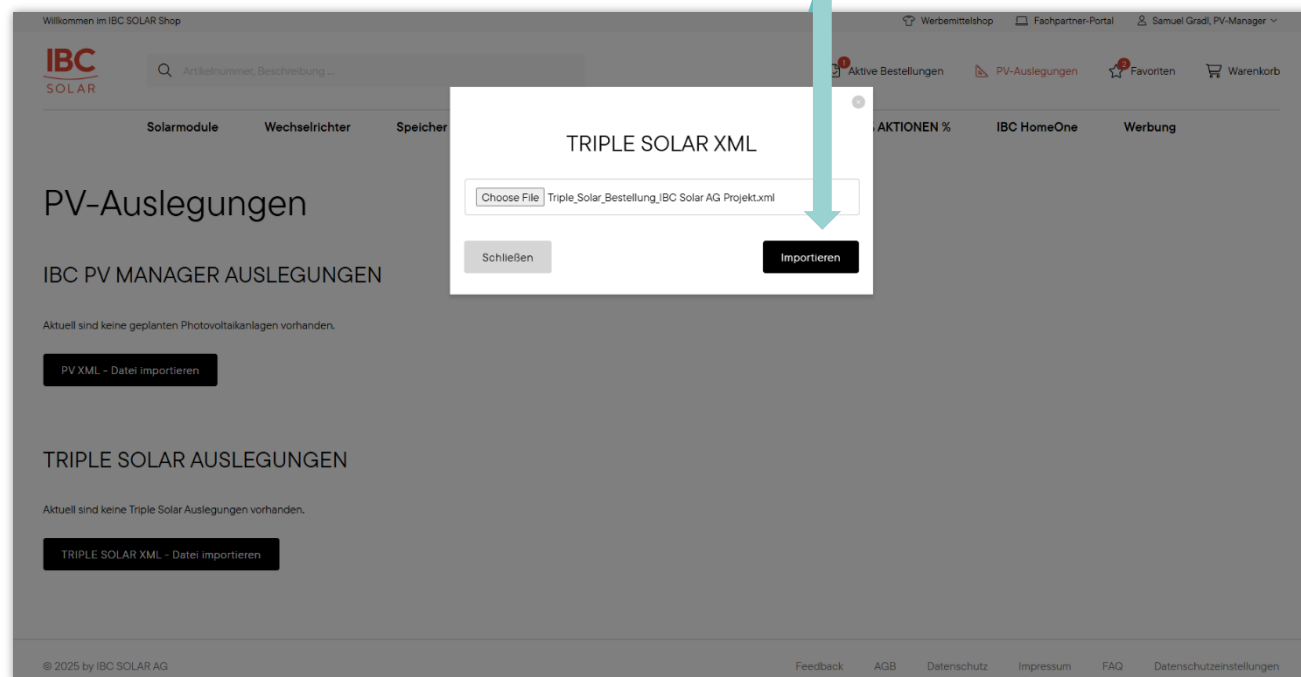 Willkommen im IBC SOLAR Shop
Werbemittelshop Fachpartner-Portal Samuel Gradl, PV-Manager
IBC
SOLAR
Artikelnummer, Beschreibung ...
1
Aktive Bestellungen PV-Auslegungen
2
Favoriten Warenkorb
Solarmodule Wechselrichter Speicher AKTIONEN % IBC HomeOne Werbung
TRIPLE SOLAR XML
Choose File Triple_Solar_Bestellung_IBC Solar AG Projekt.xml
Schließen Importieren
PV-Auslegungen
IBC PV MANAGER AUSLEGUNGEN
Aktuell sind keine geplanten Photovoltaikanlagen vorhanden.
PV XML - Datei importieren
TRIPLE SOLAR AUSLEGUNGEN
Aktuell sind keine Triple Solar Auslegungen vorhanden.
TRIPLE SOLAR XML - Datei importieren
© 2025 by IBC SOLAR AG
Feedback AGB Datenschutz Impressum FAQ Datenschutzeinstellungen